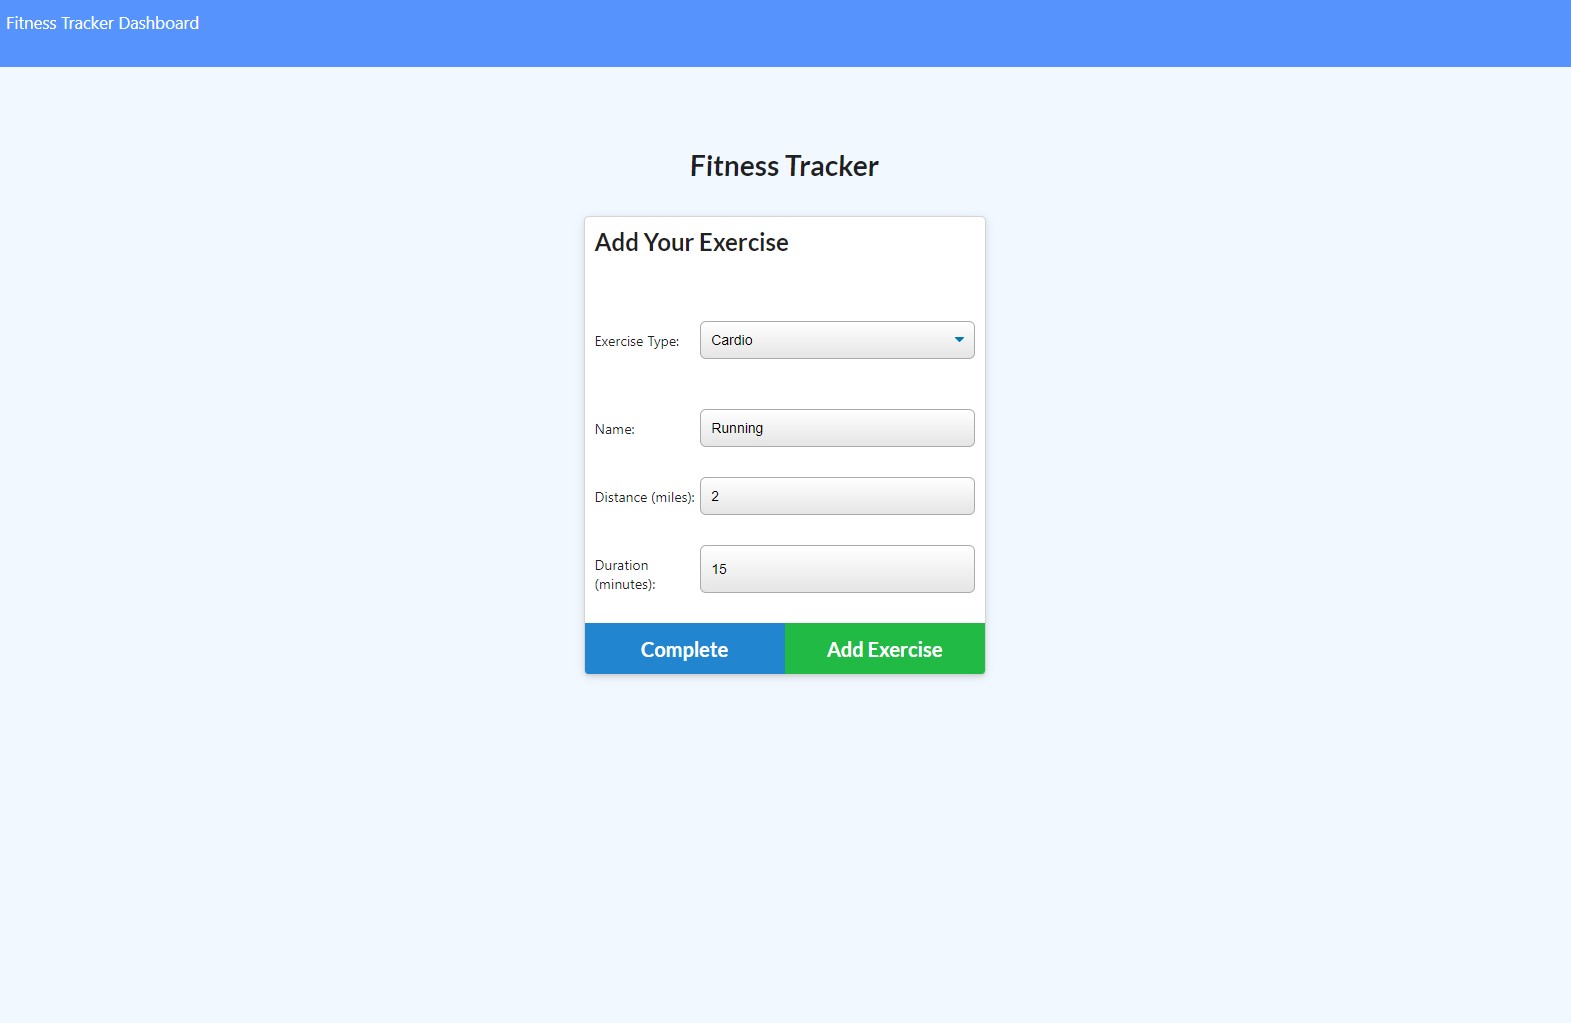 Fitness Tracker Dashboard
Fitness Tracker
Add Your Exercise
Exercise Type: Cardio
Name: Running
Distance (miles): 2
Duration (minutes): 15
Complete Add Exercise